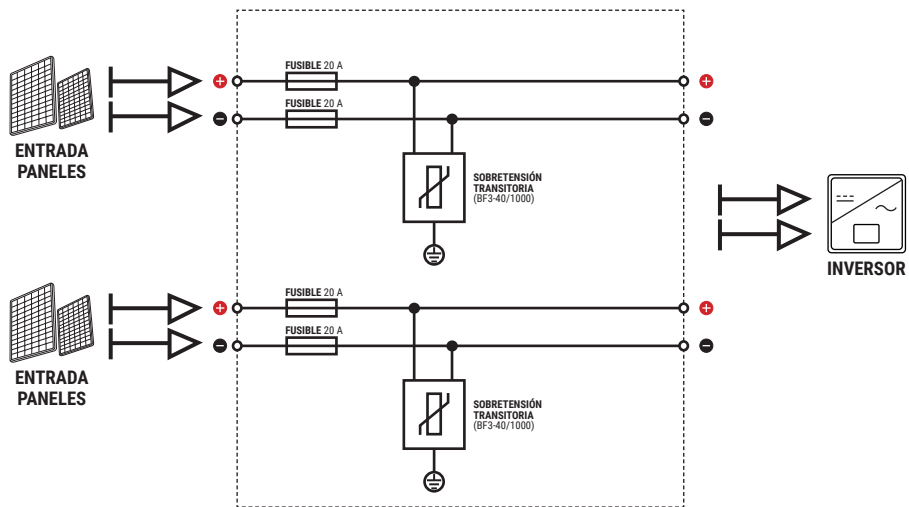 FUSIBLE 20 A
FUSIBLE 20 A
ENTRADA
PANELES
SOBRETENSIÓN
TRANSITORIA
(BF3-40/1000)
INVERSOR
FUSIBLE 20 A
FUSIBLE 20 A
ENTRADA
PANELES
SOBRETENSIÓN
TRANSITORIA
(BF3-40/1000)